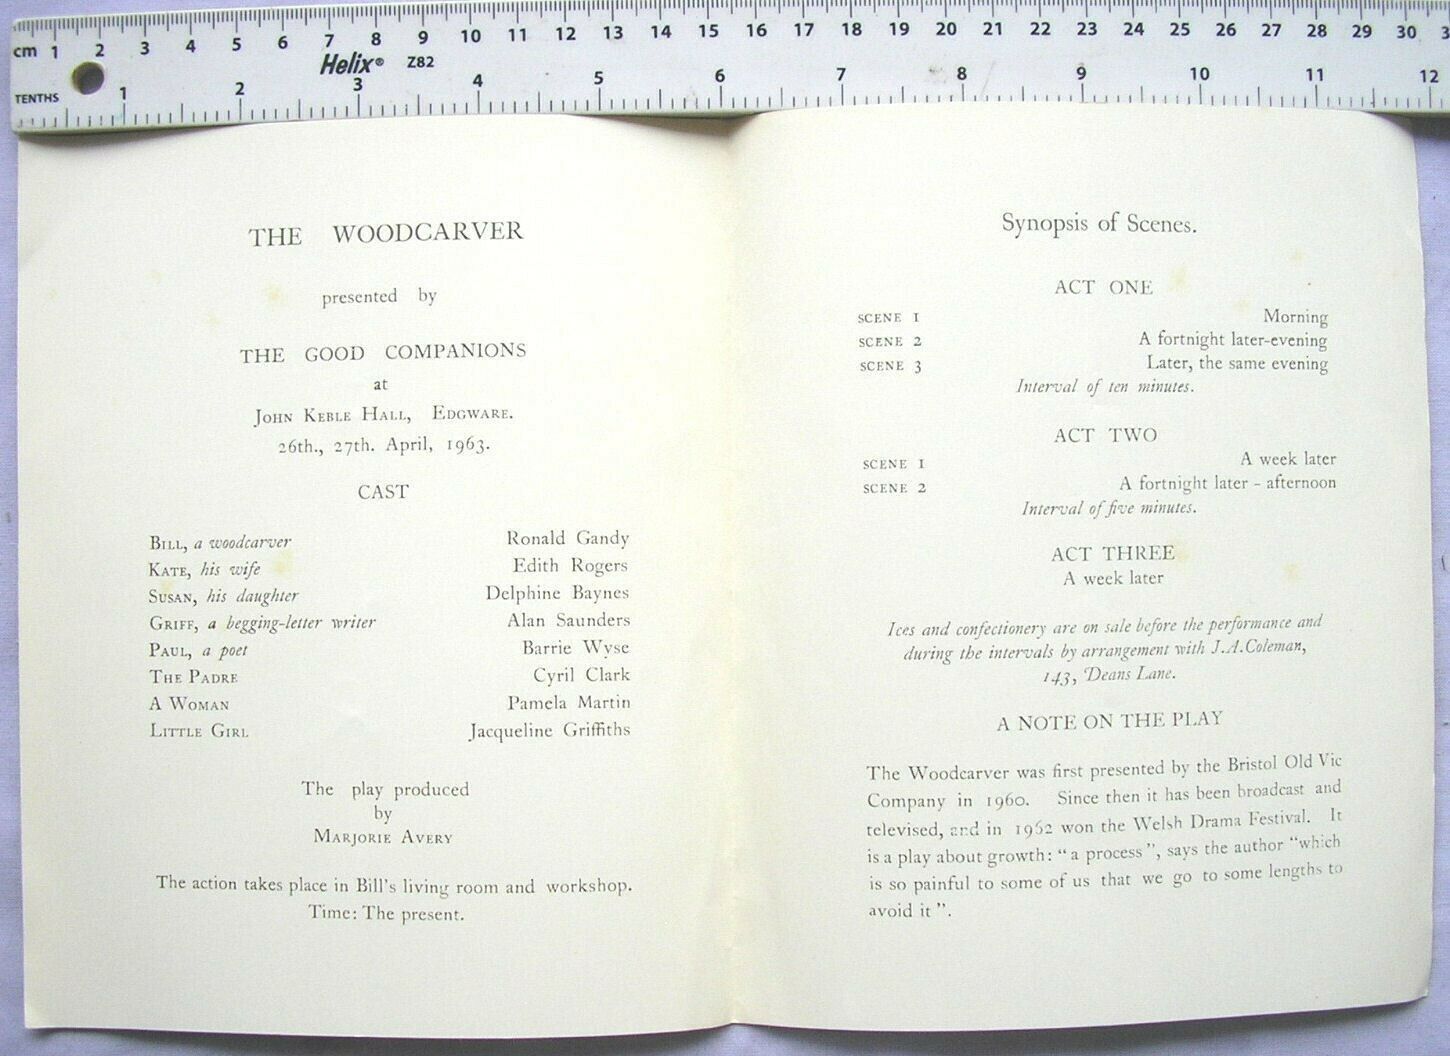 cm 1 2 3 4 5 6 7 8 9 10 11 12 13 14 15 16 17 18 19 20 21 22 23 24 25 26 27 28 29 30
Helix® Z82
TENTHS 1 2 3 4 5 6 7 8 9 10 11 12
THE WOODCARVER
presented by
THE GOOD COMPANIONS
at
JOHN KEBLE HALL, EDGWARE.
26th., 27th. April, 1963.
CAST
BILL, a woodcarver Ronald Gandy
KATE, his wife Edith Rogers
SUSAN, his daughter Delphine Baynes
GRIFF, a begging-letter writer Alan Saunders
PAUL, a poet Barrie Wyse
THE PADRE Cyril Clark
A WOMAN Pamela Martin
LITTLE GIRL Jacqueline Griffiths
The play produced
by
MARJORIE AVERY
The action takes place in Bill's living room and workshop.
Time: The present.
Synopsis of Scenes.
ACT ONE
SCENE 1 Morning
SCENE 2 A fortnight later-evening
SCENE 3 Later, the same evening
Interval of ten minutes.
ACT TWO
SCENE 1 A week later
SCENE 2 A fortnight later - afternoon
Interval of five minutes.
ACT THREE
A week later
Ices and confectionery are on sale before the performance and
during the intervals by arrangement with J.A.Coleman,
143, Deans Lane.
A NOTE ON THE PLAY
The Woodcarver was first presented by the Bristol Old Vic
Company in 1960. Since then it has been broadcast and
televised, and in 1962 won the Welsh Drama Festival. It
is a play about growth: "a process", says the author "which
is so painful to some of us that we go to some lengths to
avoid it".